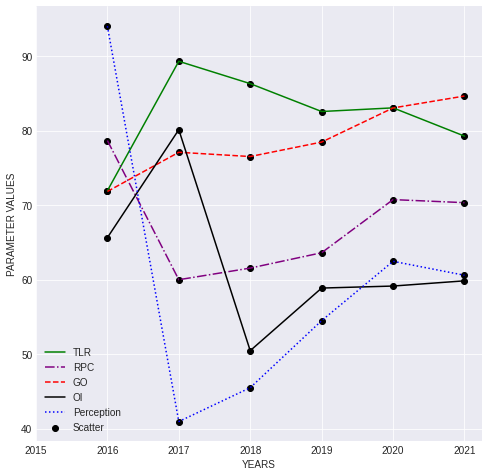 PARAMETER VALUES
90
80
70
60
50
40
TLR
RPC
GO
OI
Perception
Scatter
2015 2016 2017 2018 2019 2020 2021
YEARS